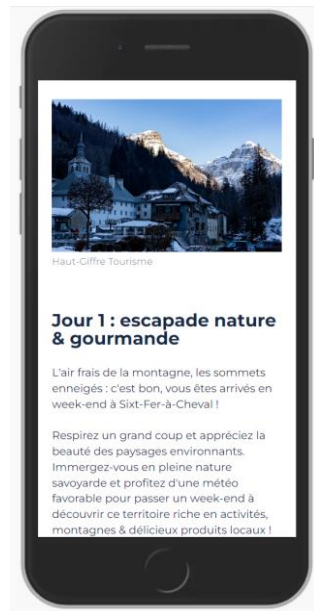 Haut-Giffre Tourisme
Jour 1 : escapade nature
& gourmande
L'air frais de la montagne, les sommets
enneigés : c'est bon, vous êtes arrivés en
week-end à Sixt-Fer-à-Cheval !
Respirez un grand coup et appréciez la
beauté des paysages environnants.
Immergez-vous en pleine nature
savoyarde et profitez d'une météo
favorable pour passer un week-end à
découvrir ce territoire riche en activités,
montagnes & délicieux produits locaux !